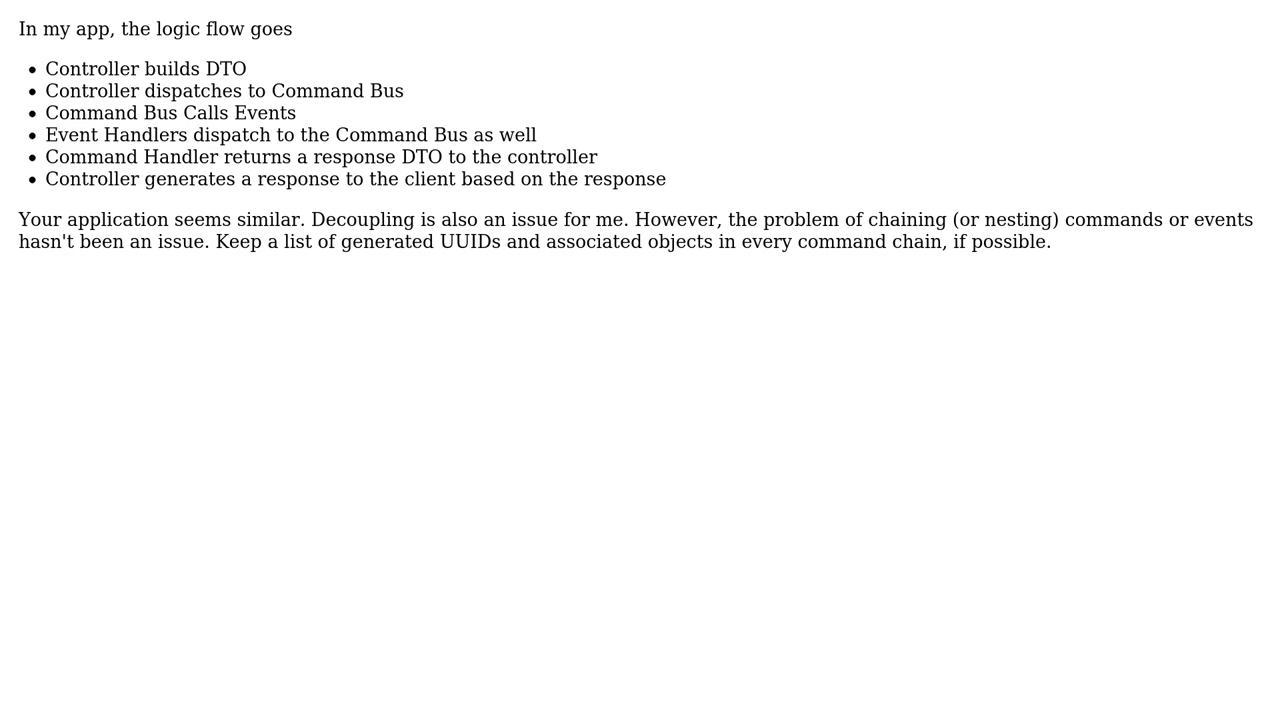 In my app, the logic flow goes
• Controller builds DTO
• Controller dispatches to Command Bus
• Command Bus Calls Events
• Event Handlers dispatch to the Command Bus as well
• Command Handler returns a response DTO to the controller
• Controller generates a response to the client based on the response
Your application seems similar. Decoupling is also an issue for me. However, the problem of chaining (or nesting) commands or events
hasn't been an issue. Keep a list of generated UUIDs and associated objects in every command chain, if possible.